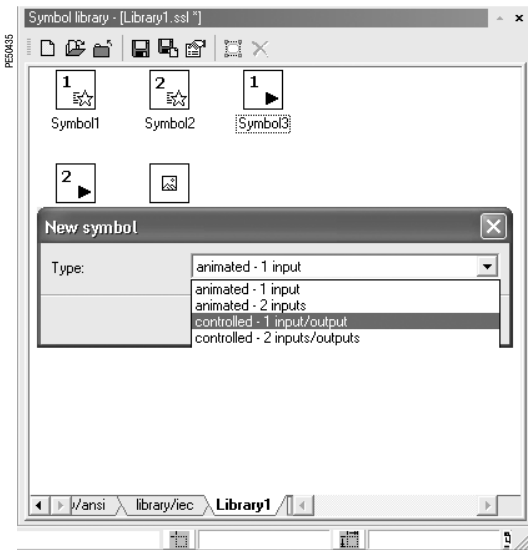 Symbol library - [Library1.ssl *]
PE50435
1
2
1
Symbol1
Symbol2
Symbol3
2
New symbol
Type:
animated - 1 input
animated - 1 input
animated - 2 inputs
controlled - 1 input/output
controlled - 2 inputs/outputs
/ansi
library/iec
Library1